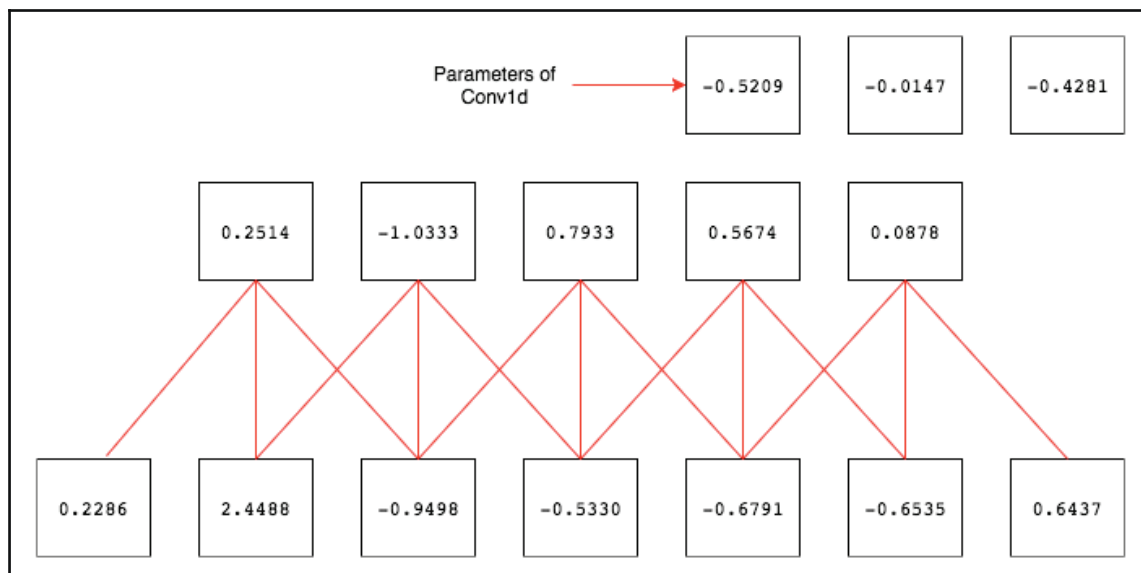 Parameters of
Conv1d
-0.5209 -0.0147 -0.4281
0.2514 -1.0333 0.7933 0.5674 0.0878
0.2286 2.4488 -0.9498 -0.5330 -0.6791 -0.6535 0.6437